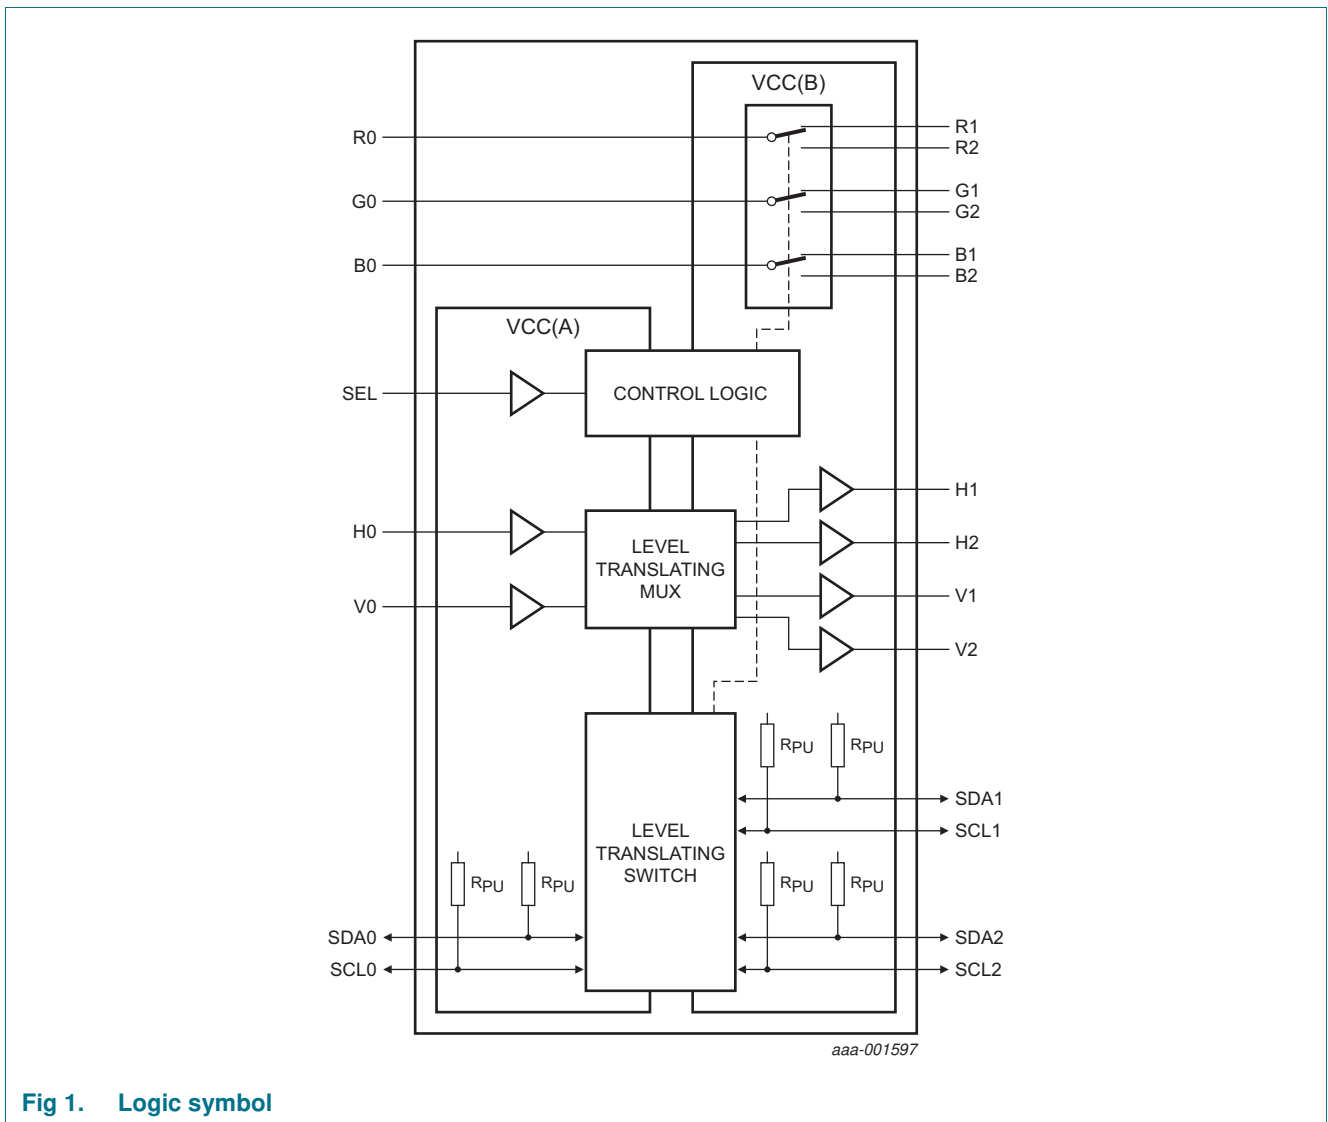 VCC(B)
R0
R1
R2
G0
G1
G2
B0
B1
B2
VCC(A)
SEL
CONTROL LOGIC
H0
V0
LEVEL
TRANSLATING
MUX
H1
H2
V1
V2
RPU
RPU
SDA1
SCL1
LEVEL
TRANSLATING
SWITCH
RPU
RPU
RPU
RPU
SDA0
SCL0
SDA2
SCL2
aaa-001597
Fig 1. Logic symbol